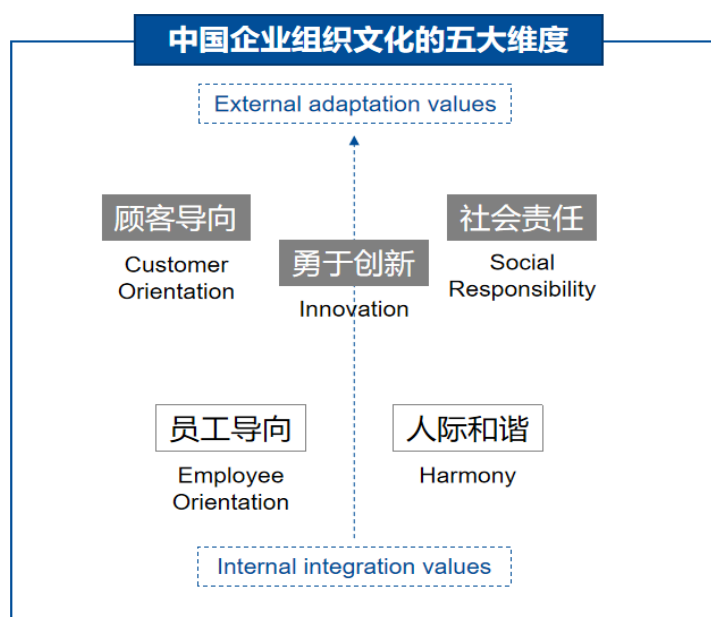 中国企业组织文化的五大维度
External adaptation values
顾客导向
Customer
Orientation
勇于创新
Innovation
社会责任
Social
Responsibility
员工导向
Employee
Orientation
人际和谐
Harmony
Internal integration values